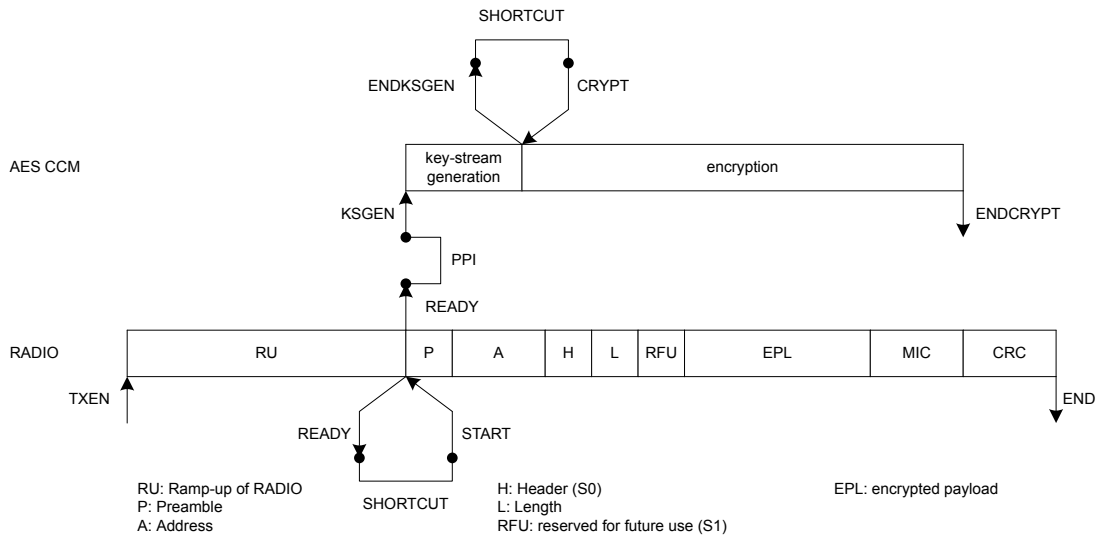 SHORTCUT
ENDKSGEN
CRYPT
AES CCM
key-stream
generation
encryption
KSGEN
ENDCRYPT
PPI
READY
RADIO
RU
P
A
H
L
RFU
EPL
MIC
CRC
TXEN
END
READY
START
SHORTCUT
RU: Ramp-up of RADIO
P: Preamble
A: Address
H: Header (S0)
L: Length
RFU: reserved for future use (S1)
EPL: encrypted payload